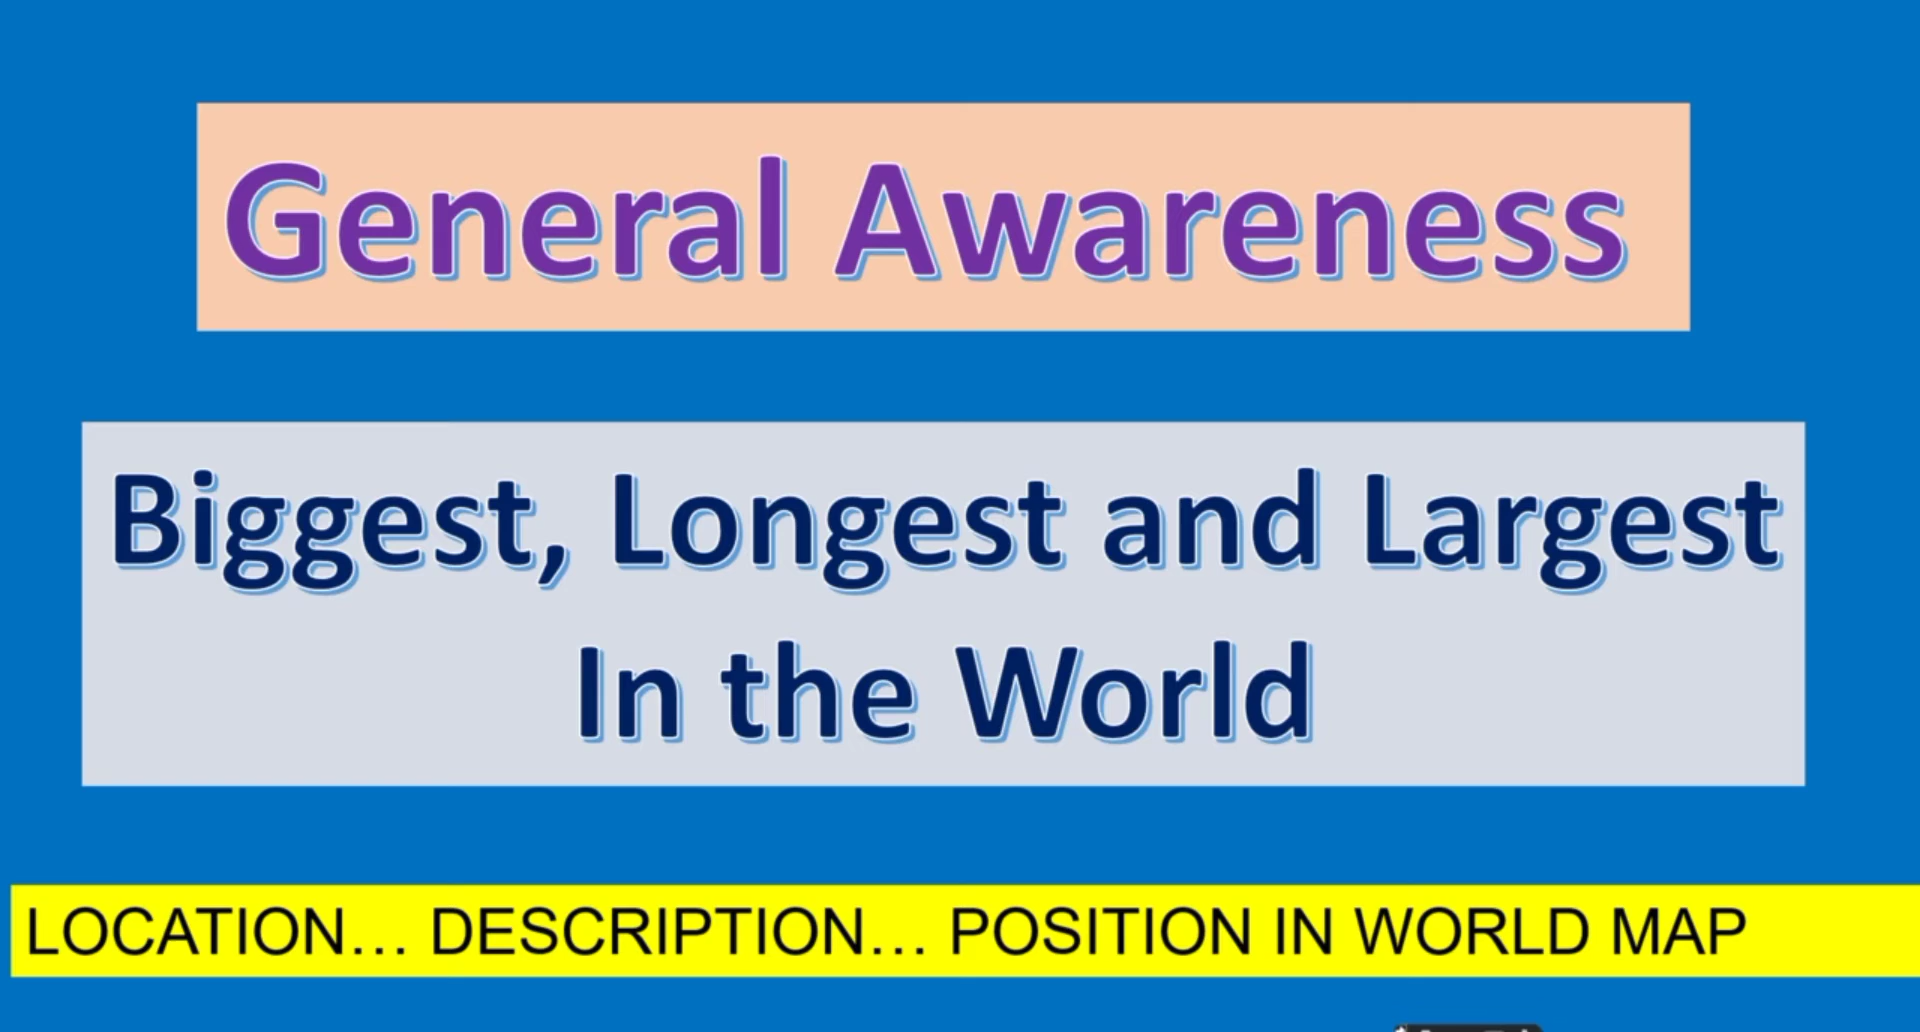 General Awareness
Biggest, Longest and Largest
In the World
LOCATION... DESCRIPTION... POSITION IN WORLD MAP